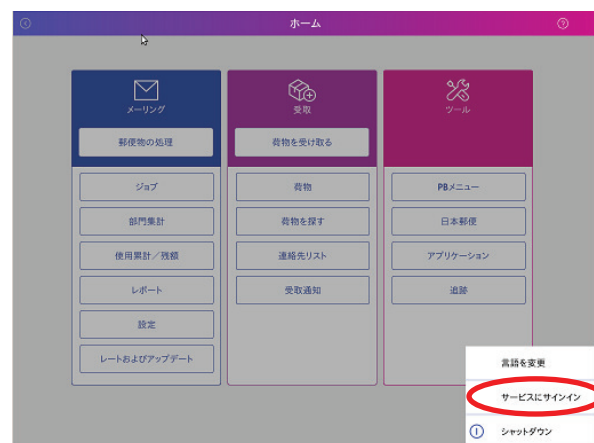 ホーム
メーリング
郵便物の処理
ジョブ
部門集計
使用累計／残額
レポート
設定
レートおよびアップデート
受取
荷物を受け取る
荷物
荷物を探す
連絡先リスト
受取通知
ツール
PBメニュー
日本郵便
アプリケーション
追跡
言語を変更
サービスにサインイン
シャットダウン